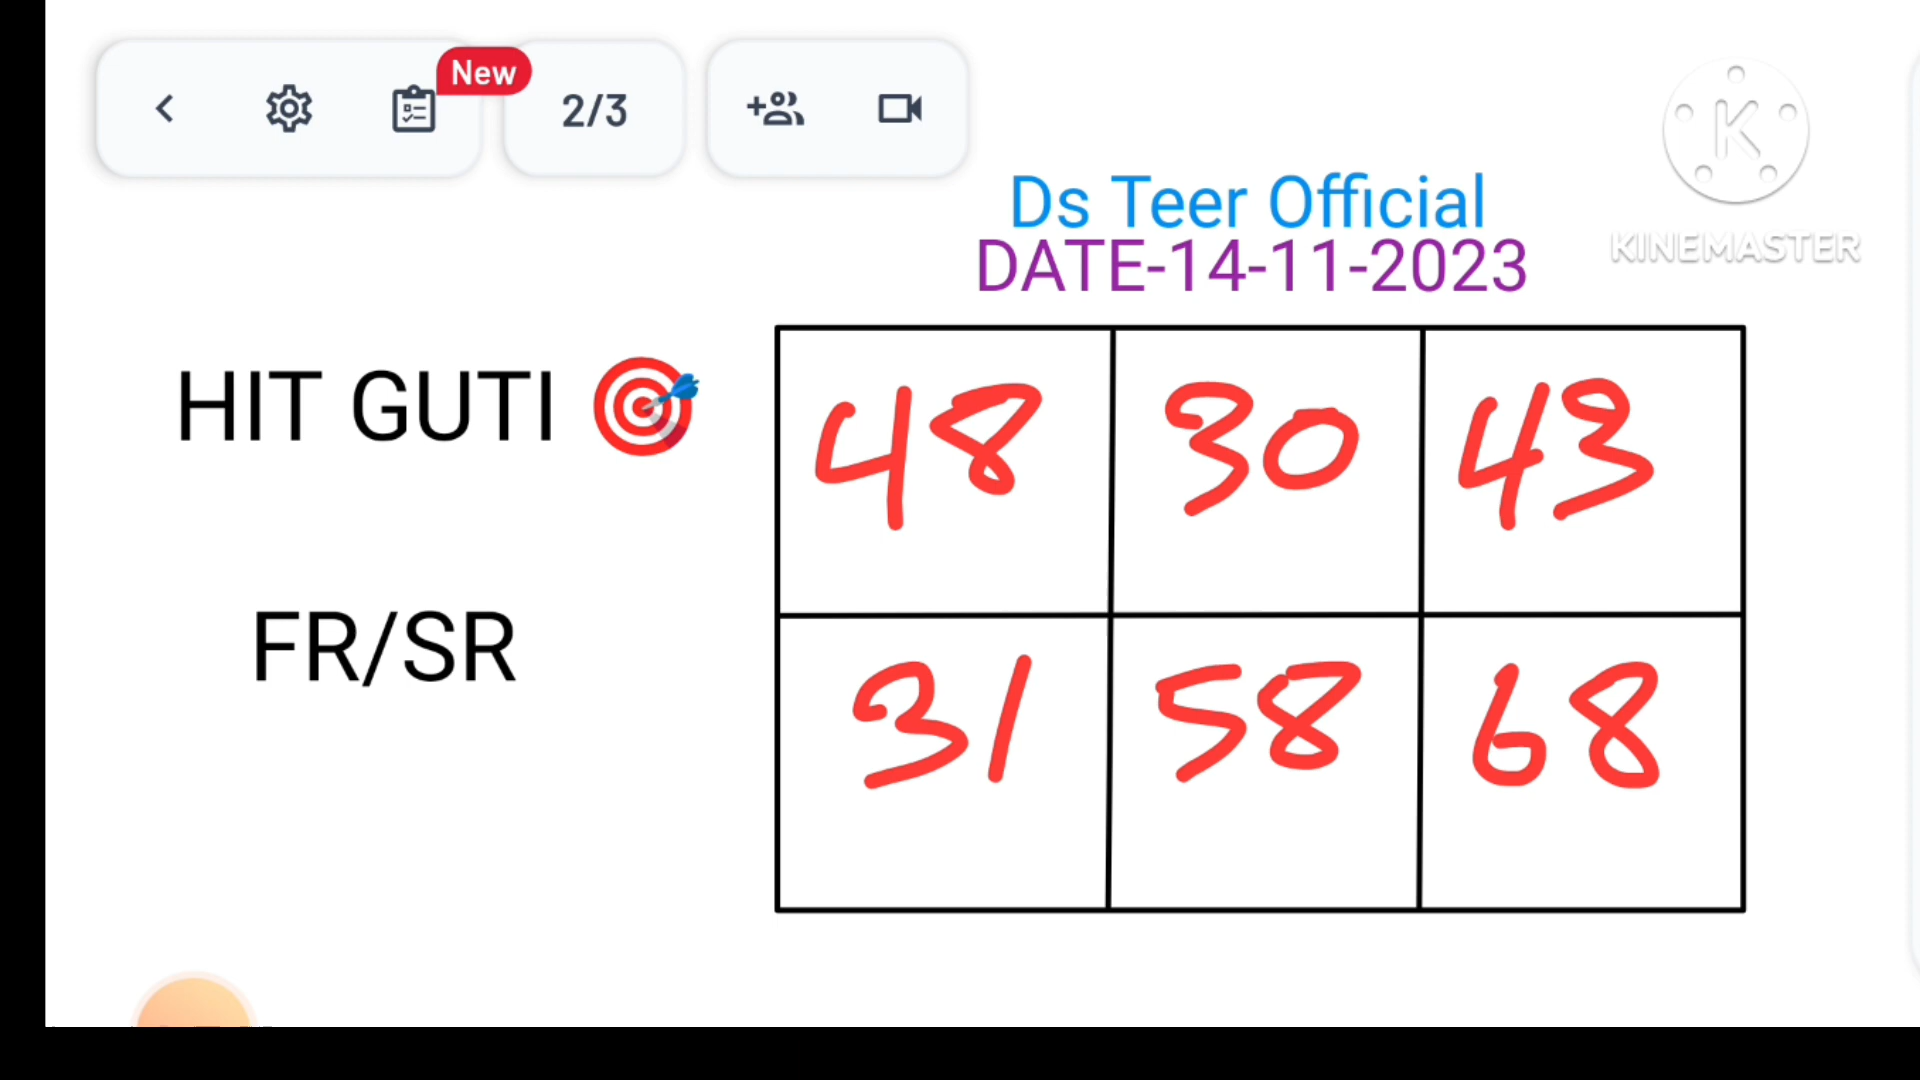 New
2/3
K
KINEMASTER
Ds Teer Official
DATE-14-11-2023
HIT GUTI 🎯
48 30 43
FR/SR
31 58 68